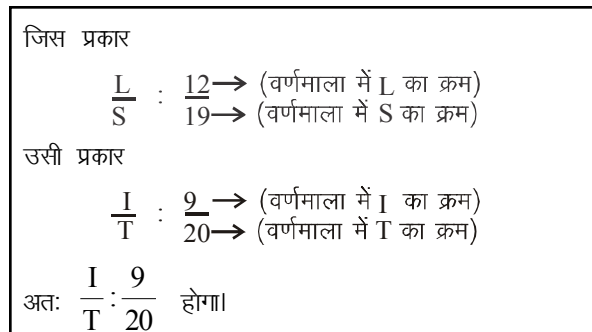 जिस प्रकार
L/S : 12/19 → (वर्णमाला में L का क्रम)
→ (वर्णमाला में S का क्रम)
उसी प्रकार
I/T : 9/20 → (वर्णमाला में I का क्रम)
→ (वर्णमाला में T का क्रम)
अतः I/T : 9/20 होगा।